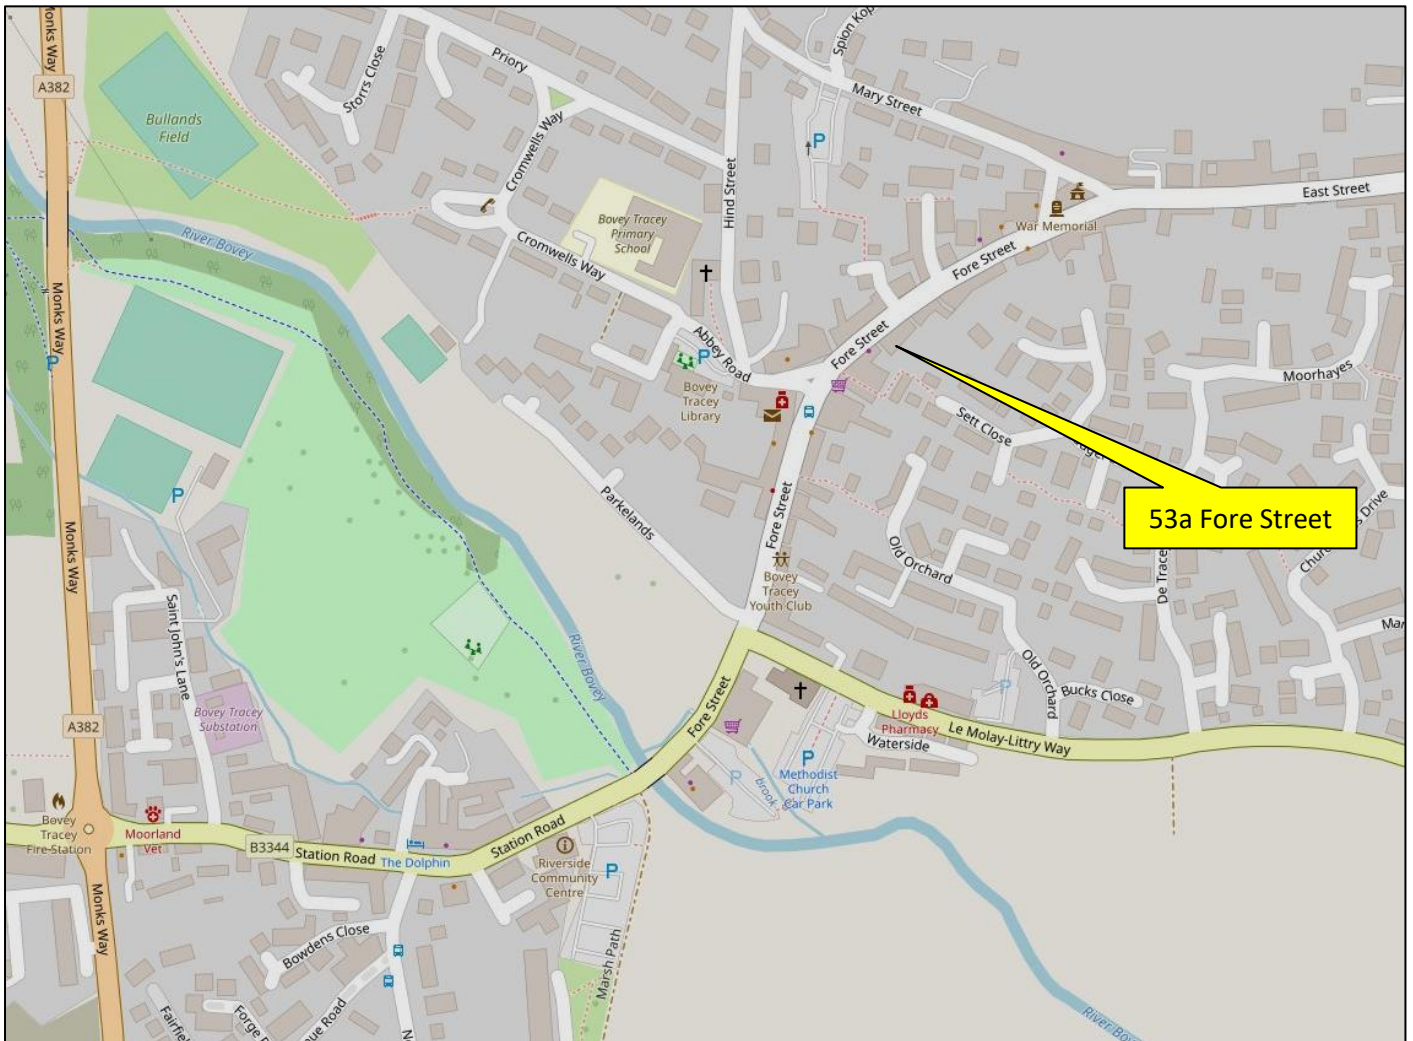 Monks Way
A382
Bullands
Field
Storrs Close
Priory
Cromwells Way
Hind Street
Spion Kop
Mary Street
P
East Street
War Memorial
Fore Street
River Bovey
Bovey Tracey
Primary
School
Cromwells Way
Monks Way
P
Abbey Road
P
Fore Street
Bovey
Tracey
Library
Moorhayes
Sett Close
53a Fore Street
P
Parkelands
Fore Street
Old Orchard
De Tracey
Monks Way
Bovey
Tracey
Youth Club
Saint John's Lane
River Bovey
Old Orchard
Bucks Close
P
Bovey Tracey
Substation
A382
Fore Street
Lloyds
Pharmacy
Le Molay-Littry Way
Waterside
P
P
Methodist
Church
Car Park
brook
Bovey
Tracey
Fire Station
Moorland
Vet
B3344
Station Road
The Dolphin
Station Road
Riverside
Community
Centre
P
Monks Way
Bowdens Close
Marsh Path